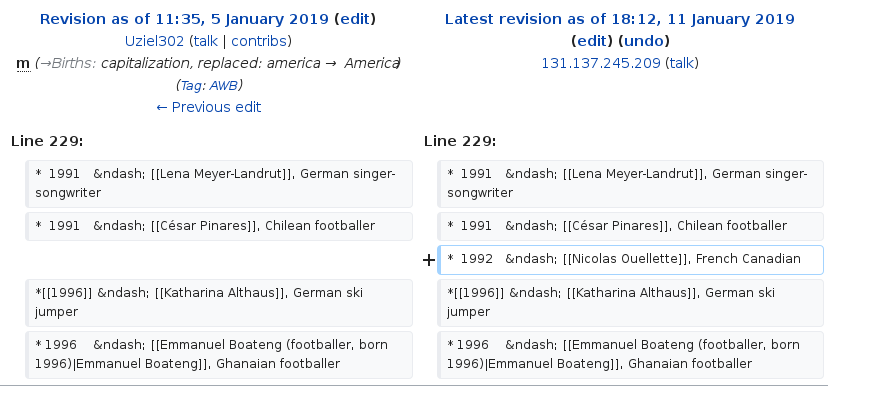 Revision as of 11:35, 5 January 2019 (edit)
Uziel302 (talk | contribs)
m (→Births: capitalization, replaced: america → America)
(Tag: AWB)
← Previous edit
Latest revision as of 18:12, 11 January 2019
(edit) (undo)
131.137.245.209 (talk)
Line 229:
Line 229:
* 1991 &ndash; [[Lena Meyer-Landrut]], German singer-
songwriter
* 1991 &ndash; [[Lena Meyer-Landrut]], German singer-
songwriter
* 1991 &ndash; [[César Pinares]], Chilean footballer
* 1991 &ndash; [[César Pinares]], Chilean footballer
+ * 1992 &ndash; [[Nicolas Ouellette]], French Canadian
*[[1996]] &ndash; [[Katharina Althaus]], German ski
jumper
*[[1996]] &ndash; [[Katharina Althaus]], German ski
jumper
* 1996 &ndash; [[Emmanuel Boateng (footballer, born
1996)|Emmanuel Boateng]], Ghanaian footballer
* 1996 &ndash; [[Emmanuel Boateng (footballer, born
1996)|Emmanuel Boateng]], Ghanaian footballer